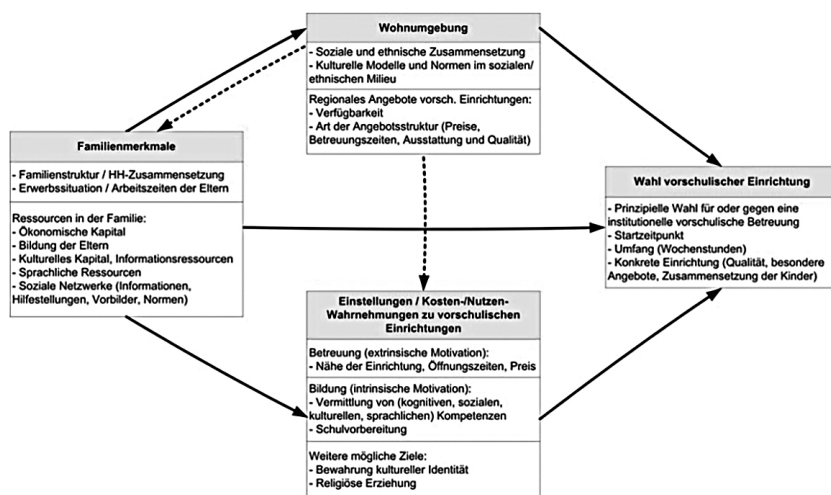 Wohnumgebung
- Soziale und ethnische Zusammensetzung
- Kulturelle Modelle und Normen im sozialen/
ethnischen Milieu
Regionales Angebote vorsch. Einrichtungen:
- Verfügbarkeit
- Art der Angebotsstruktur (Preise,
Betreuungszeiten, Ausstattung und Qualität)
Familienmerkmale
- Familienstruktur / HH-Zusammensetzung
- Erwerbssituation / Arbeitszeiten der Eltern
Ressourcen in der Familie:
- Ökonomische Kapital
- Bildung der Eltern
- Kulturelles Kapital, Informationsressourcen
- Sprachliche Ressourcen
- Soziale Netzwerke (Informationen,
Hilfestellungen, Vorbilder, Normen)
Wahl vorschulischer Einrichtung
- Prinzipielle Wahl für oder gegen eine
institutionelle vorschulische Betreuung
- Startzeitpunkt
- Umfang (Wochenstunden)
- Konkrete Einrichtung (Qualität, besondere
Angebote, Zusammensetzung der Kinder)
Einstellungen / Kosten-/Nutzen-
Wahrnehmungen zu vorschulischen
Einrichtungen
Betreuung (extrinsische Motivation):
- Nähe der Einrichtung, Öffnungszeiten, Preis
Bildung (intrinsische Motivation):
- Vermittlung von (kognitiven, sozialen,
kulturellen, sprachlichen) Kompetenzen
- Schulvorbereitung
Weitere mögliche Ziele:
- Bewahrung kultureller Identität
- Religiöse Erziehung